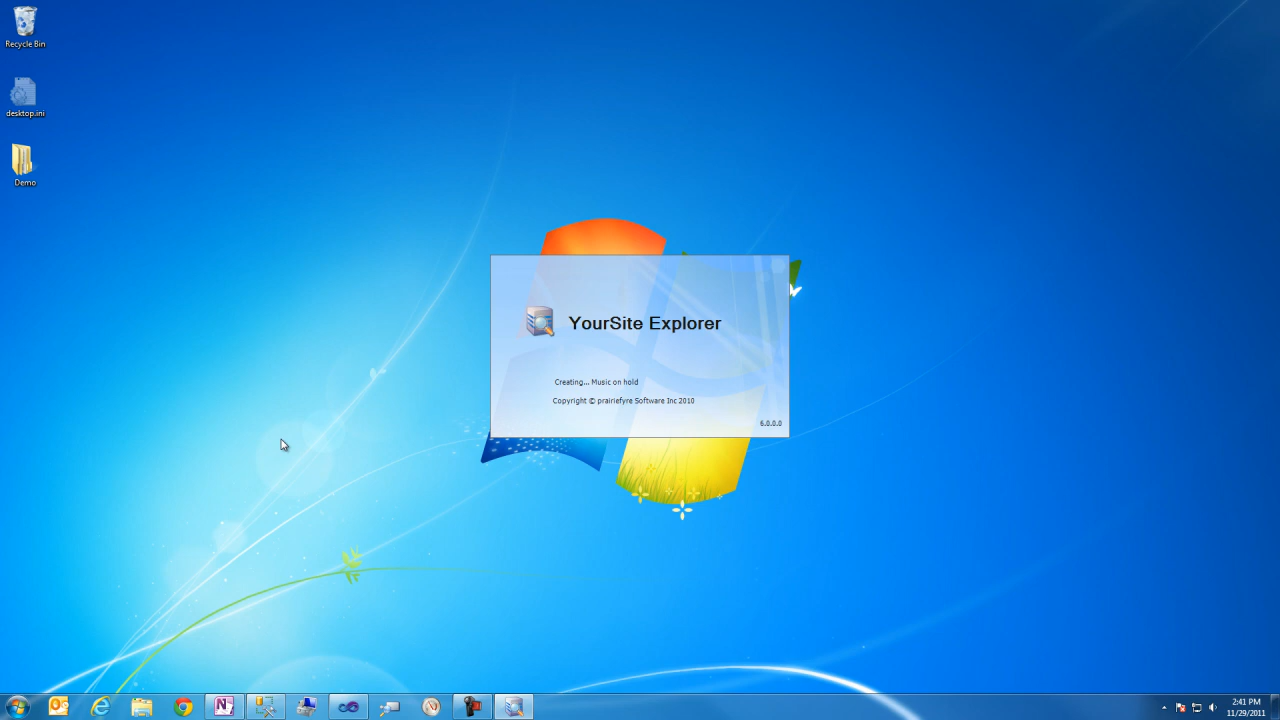 Recycle Bin
desktop.ini
Demo
YourSite Explorer
Creating... Music on hold
Copyright © prairiefyre Software Inc 2010
6.0.0.0
2:41 PM
11/29/2011